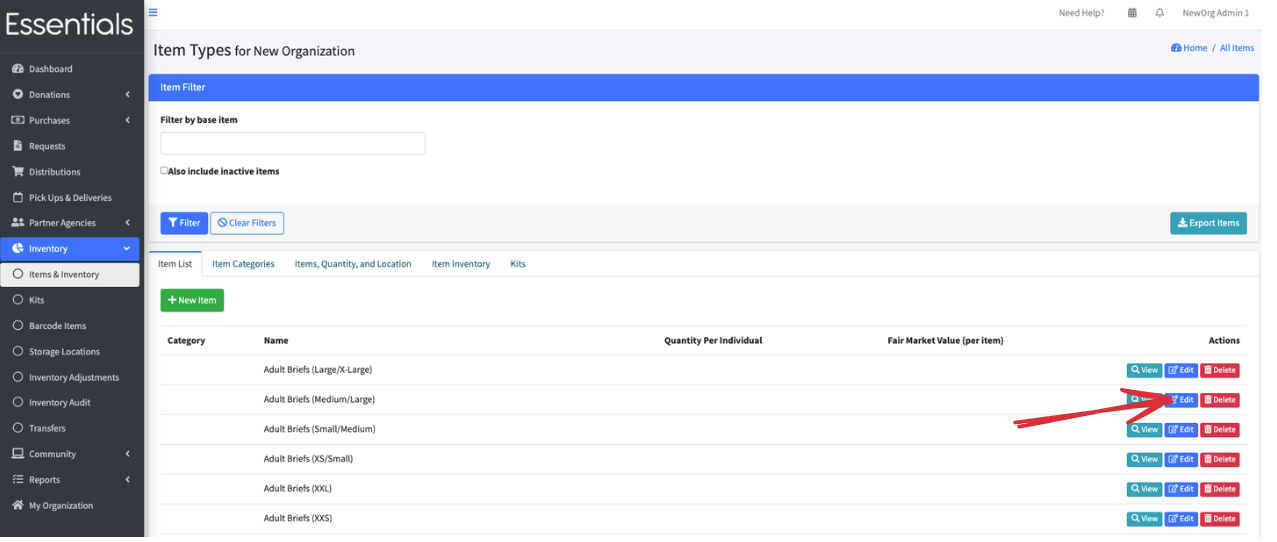 Essentials
Need Help?
NewOrg Admin 1
Dashboard
Donations
Purchases
Requests
Distributions
Pick Ups & Deliveries
Partner Agencies
Inventory
Items & Inventory
Kits
Barcode Items
Storage Locations
Inventory Adjustments
Inventory Audit
Transfers
Community
Reports
My Organization
Item Types for New Organization
Home / All Items
Item Filter
Filter by base item
Also include inactive items
Filter Clear Filters Export Items
Item List Item Categories Items, Quantity, and Location Item Inventory Kits
New Item
Category Name Quantity Per Individual Fair Market Value (per item) Actions
Adult Briefs (Large/X-Large) View Edit Delete
Adult Briefs (Medium/Large) Edit Delete
Adult Briefs (Small/Medium) View Edit Delete
Adult Briefs (XS/Small) View Edit Delete
Adult Briefs (XXL) View Edit Delete
Adult Briefs (XXS) View Edit Delete